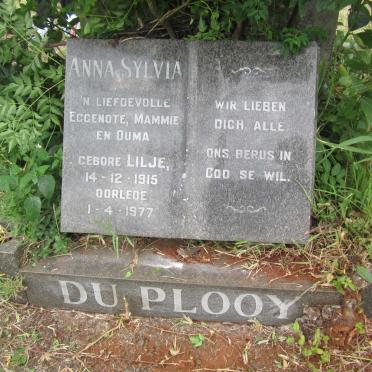 ANNA SYLVIA
'N LIEFDEVOLLE
EGGENOTE, MAMMIE
EN OUMA
GEBORE LILJE,
14-12-1915
OORLEDE
1-4-1977
WIR LIEBEN
DICH ALLE
ONS BERUS IN
GOD SE WIL.
DU PLOOY